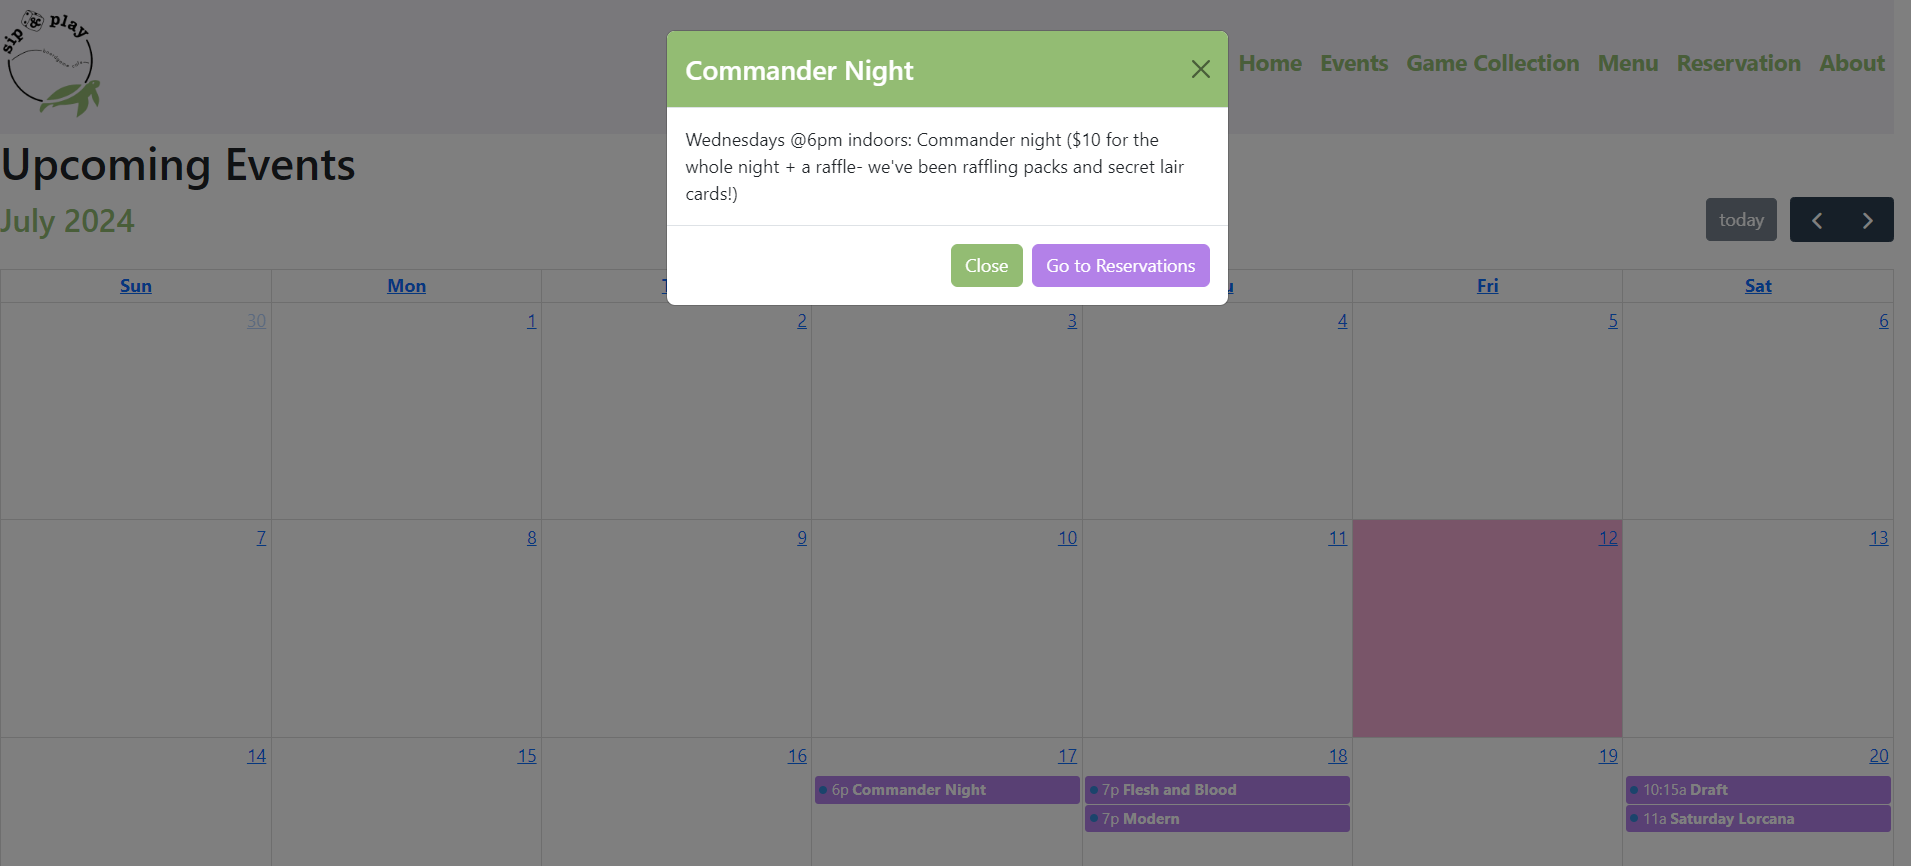 sip & play
Home Events Game Collection Menu Reservation About
Commander Night
Wednesdays @6pm indoors: Commander night ($10 for the
whole night + a raffle- we've been raffling packs and secret lair
cards!)
Close Go to Reservations
Upcoming Events
July 2024
today
Sun Mon Fri Sat
30 1 2 3 4 5 6
7 8 9 10 11 12 13
14 15 16 17 18 19 20
6p Commander Night
7p Flesh and Blood
7p Modern
10:15a Draft
11a Saturday Lorcana